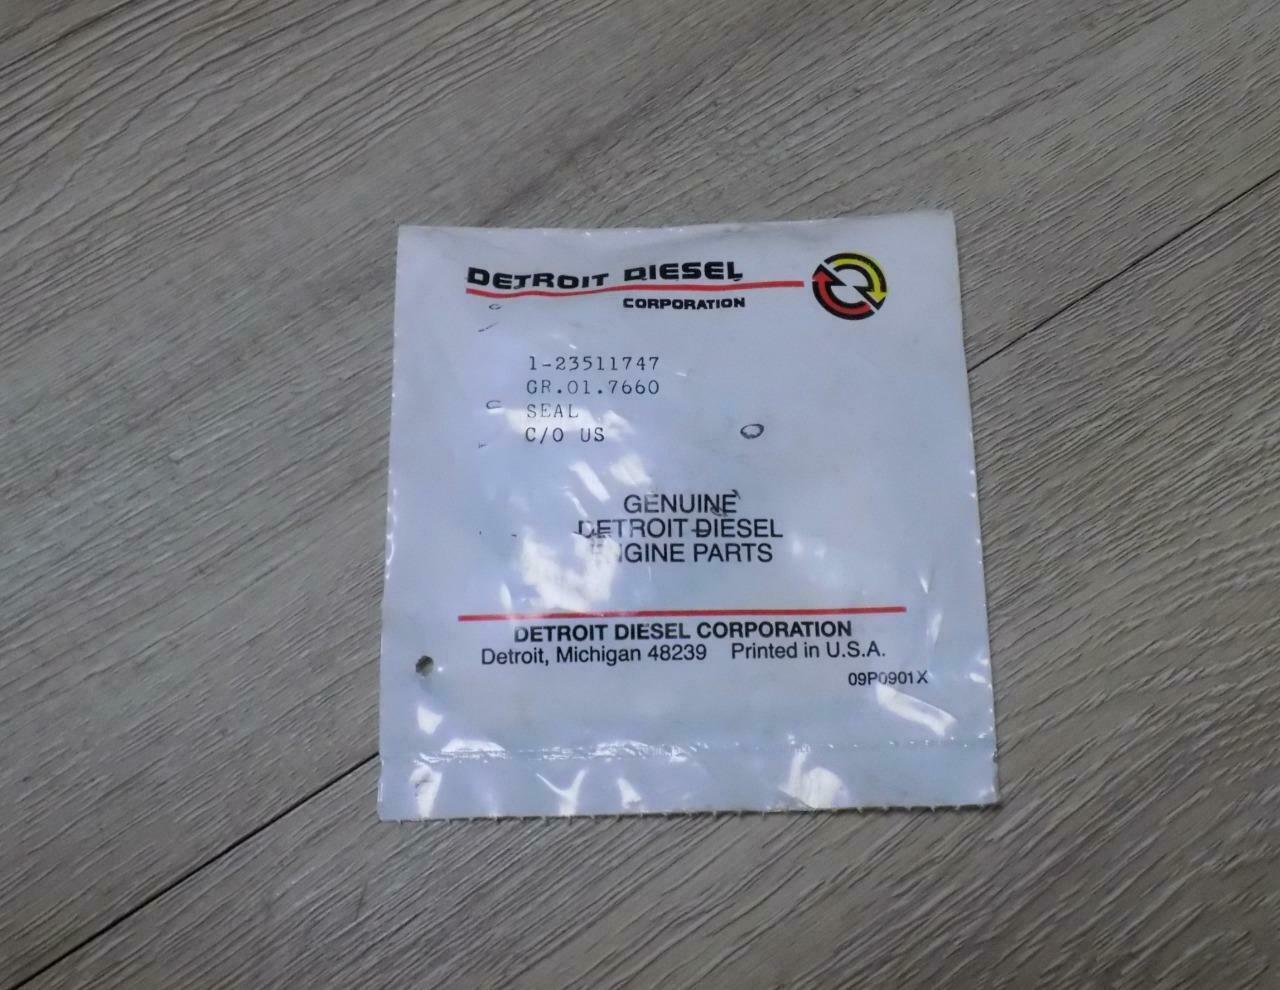 DETROIT DIESEL
CORPORATION
1-23511747
GR.01.7660
SEAL
C/O US
GENUINE
DETROIT DIESEL
ENGINE PARTS
DETROIT DIESEL CORPORATION
Detroit, Michigan 48239 Printed in U.S.A.
09P0901X